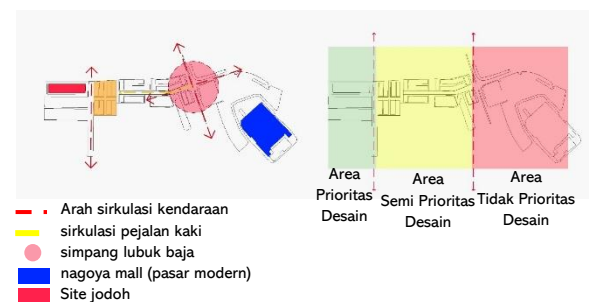 Area
Prioritas
Desain
Area
Semi Prioritas
Desain
Area
Tidak Prioritas
Desain
Arah sirkulasi kendaraan
sirkulasi pejalan kaki
simpang lubuk baja
nagoya mall (pasar modern)
Site jodoh